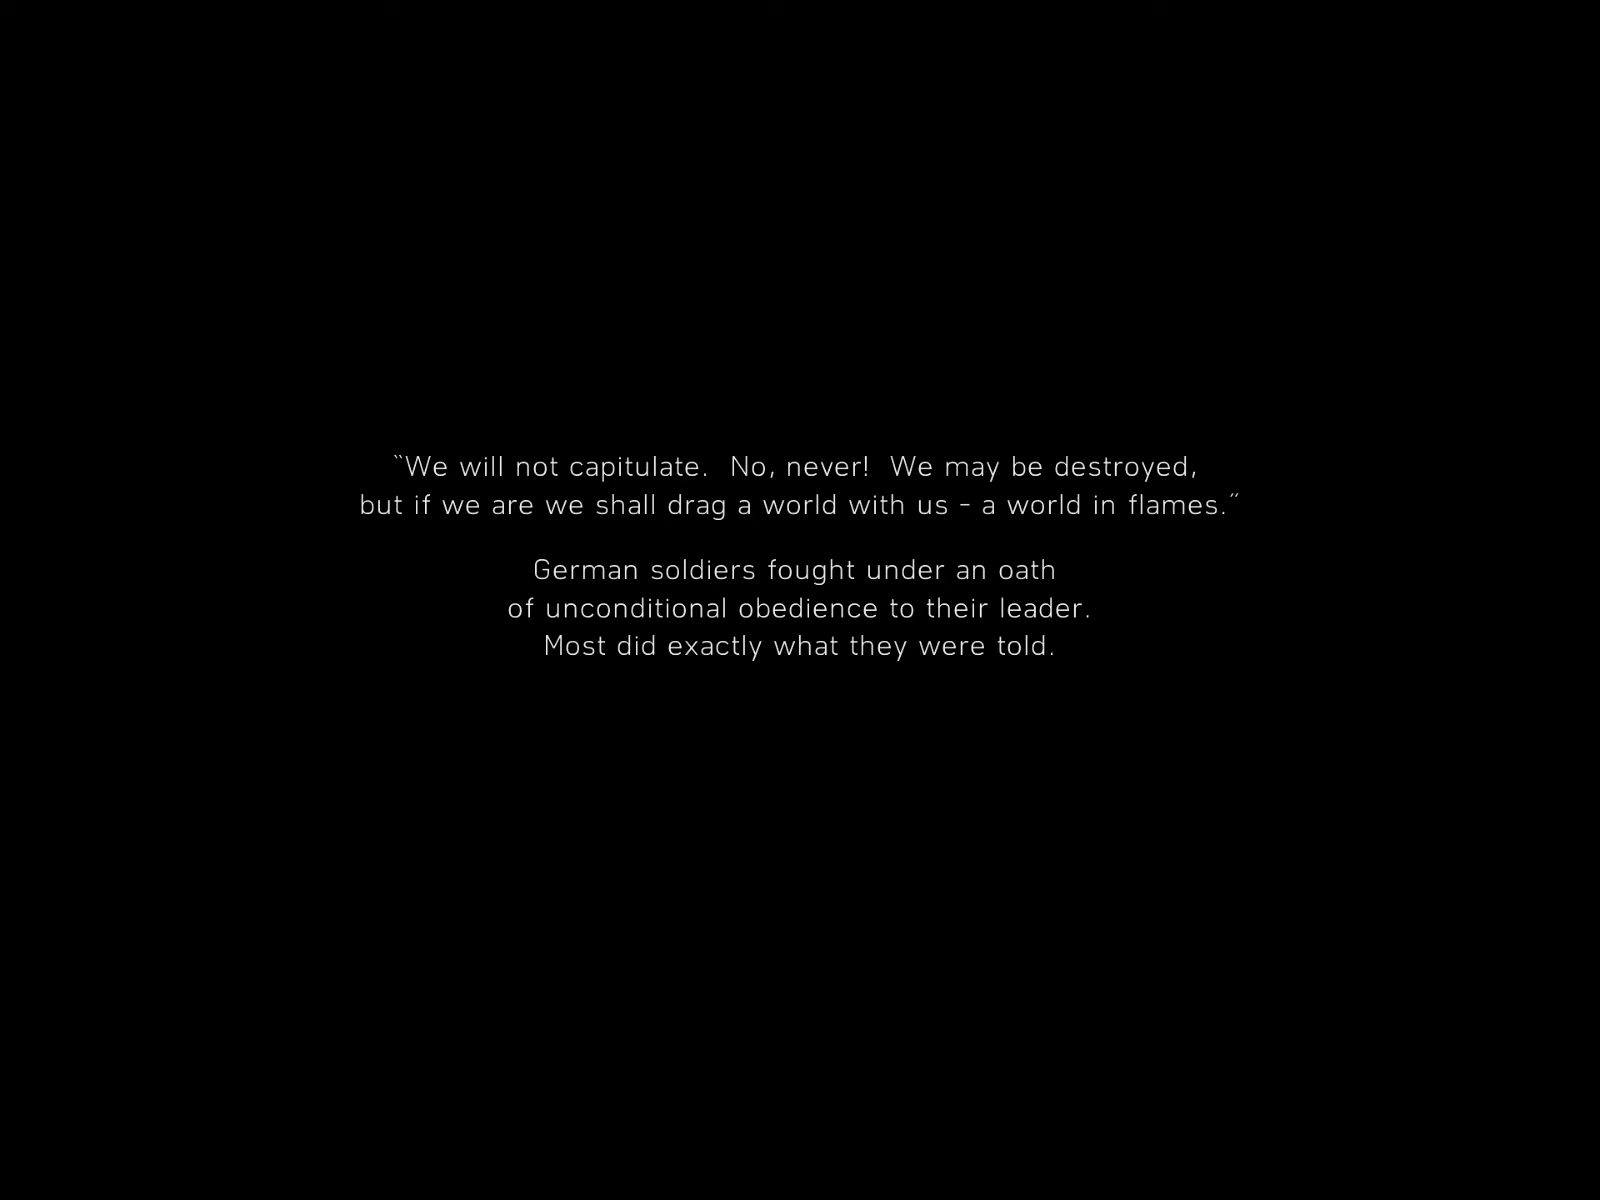 “We will not capitulate.  No, never!  We may be destroyed,
but if we are we shall drag a world with us - a world in flames.”
German soldiers fought under an oath
of unconditional obedience to their leader.
Most did exactly what they were told.